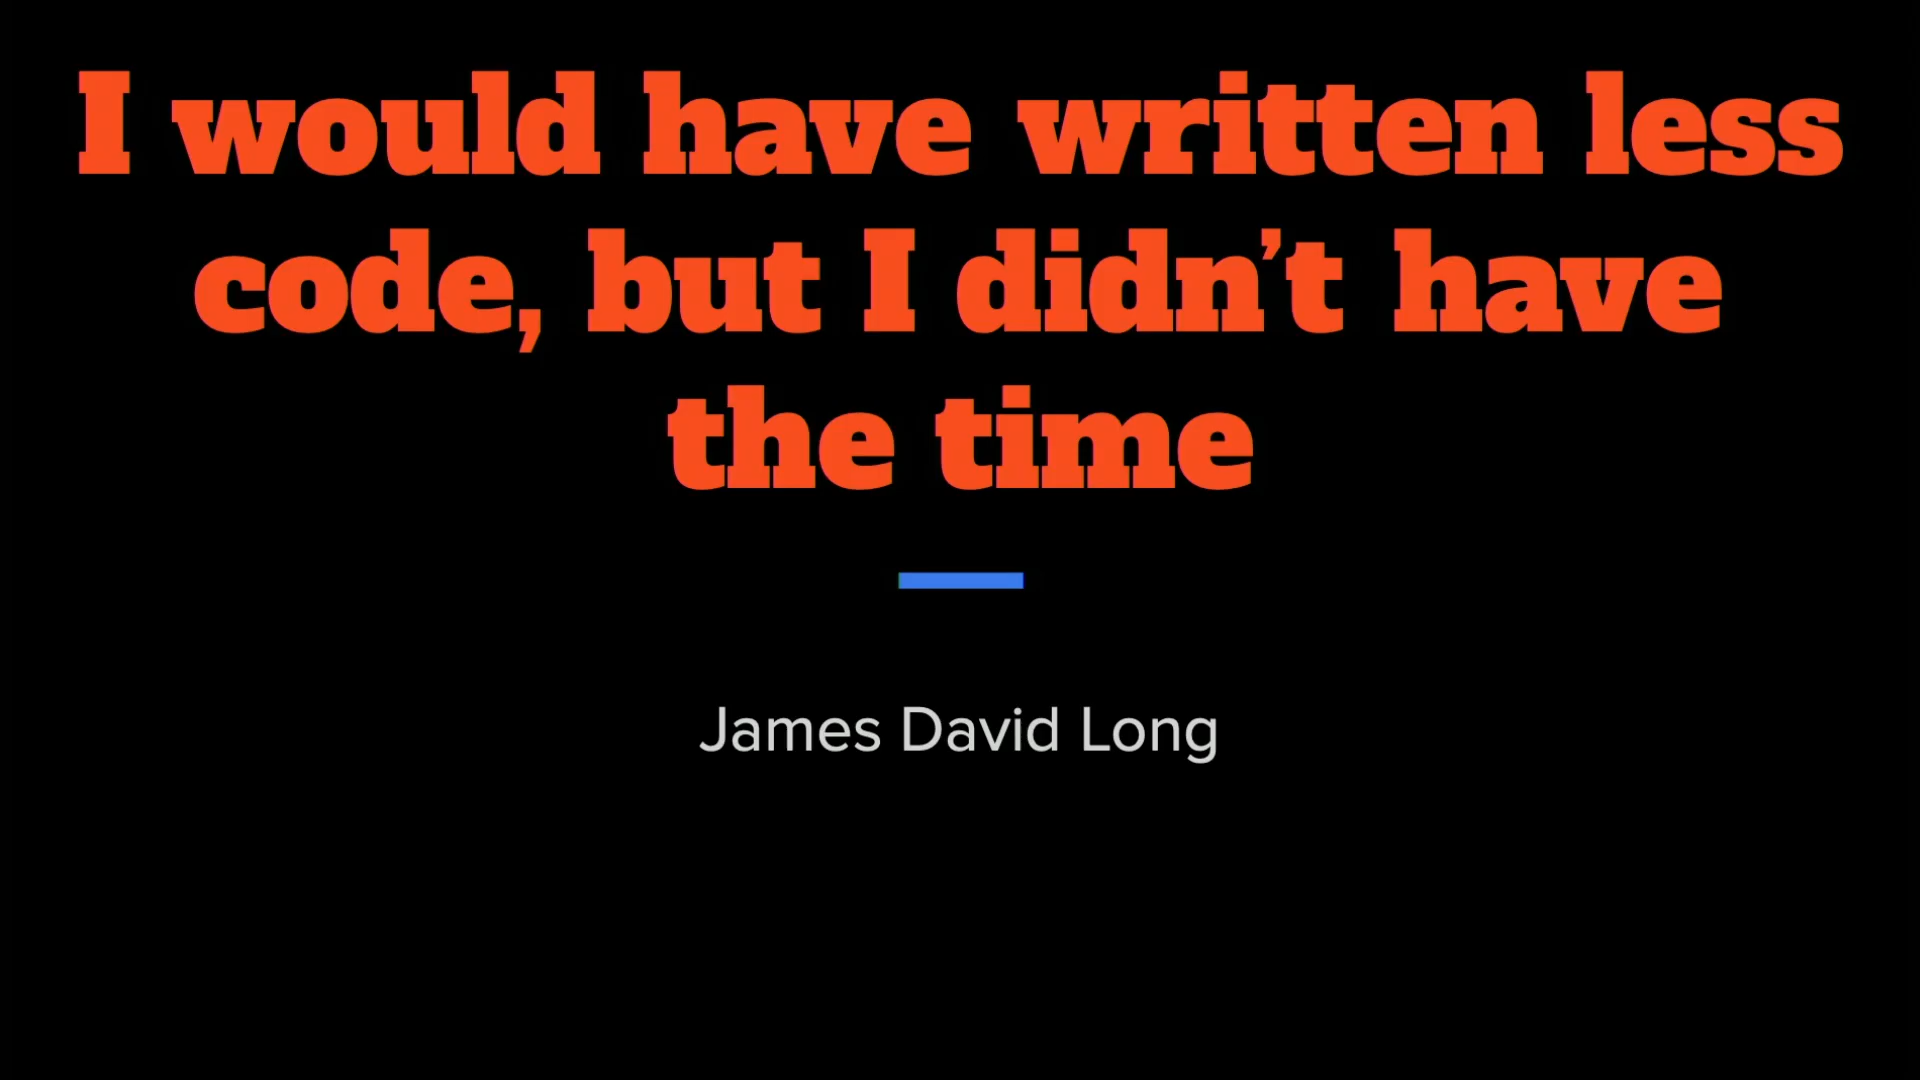 I would have written less
code, but I didn’t have
the time
James David Long